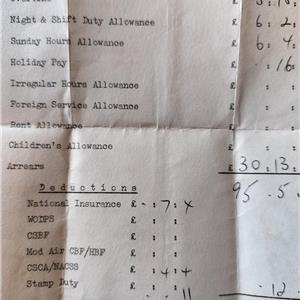 Night & Shift Duty Allowance £ 6 : 2 :
Sunday Hours Allowance £ 6 : 4 :
Holiday Pay £ : 16 :
Irregular Hours Allowance £ : :
Foreign Service Allowance £ : :
Rent Allowance £ : :
Children's Allowance £ : :
Arrears £ 30 . 13 :
95 . 5 .
Deductions
National Insurance £ - : 7 : 4
WOIPS £ : :
CSBF £ : :
Mod Air CBF/HBF £ : :
CSCA/NACSS £ : 4 : 4
Stamp Duty £ : :
- 12 .